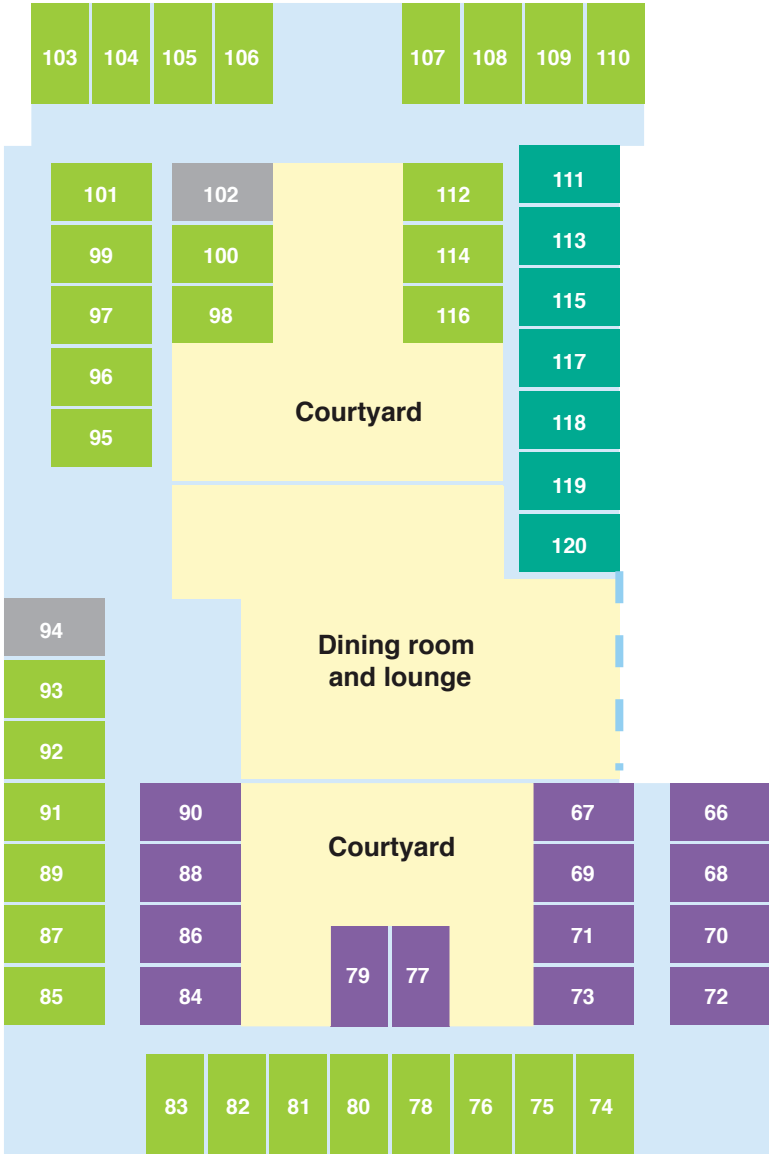 103 104 105 106 107 108 109 110
101 102 112 111
99 100 114 113
97 98 116 115
96 117
95 Courtyard 118
119
120
94 Dining room
93 and lounge
92
91 90 Courtyard 67 66
89 88 69 68
87 86 71 70
85 84 79 77 73 72
83 82 81 80 78 76 75 74